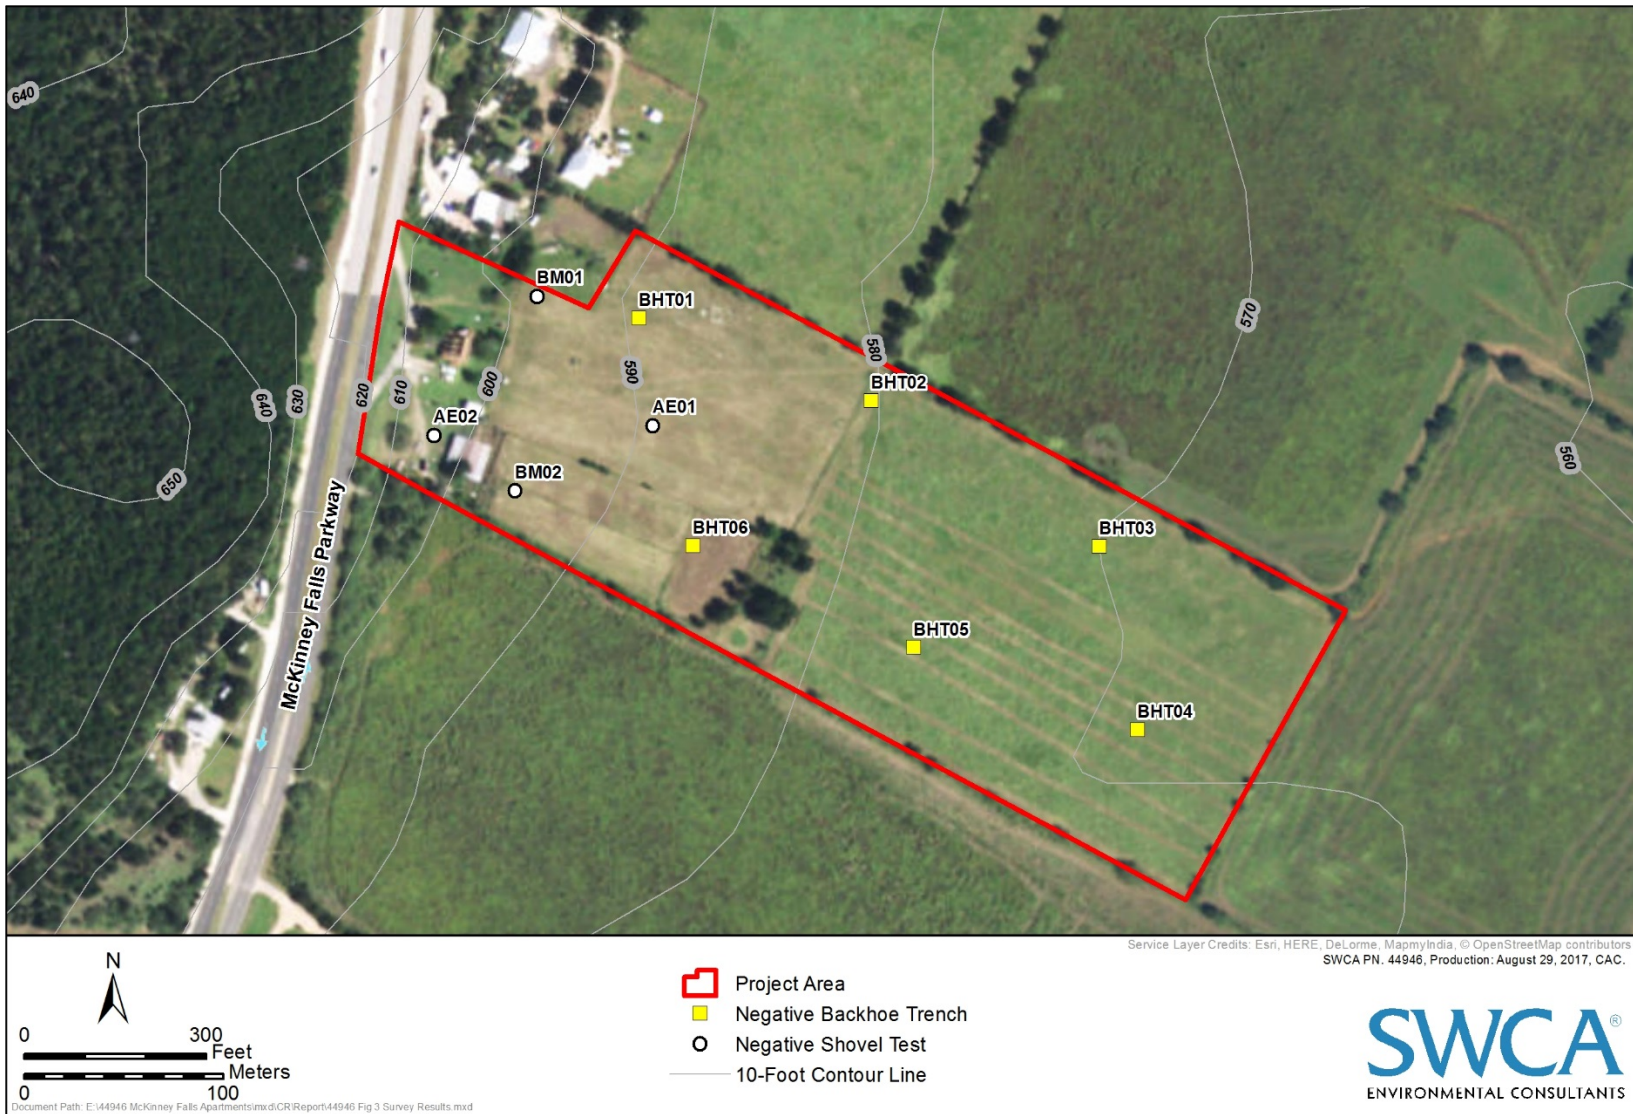 640
BM01
BHT01
570
580
590
BHT02
600
610
620
630
640
AE01
AE02
560
BM02
650
BHT06
BHT03
McKinney Falls Parkway
BHT05
BHT04
Service Layer Credits: Esri, HERE, DeLorme, MapmyIndia, © OpenStreetMap contributors
SWCA PN. 44946, Production: August 29, 2017, CAC.
N
0 300
Feet
Meters
0 100
Project Area
Negative Backhoe Trench
Negative Shovel Test
10-Foot Contour Line
SWCA®
ENVIRONMENTAL CONSULTANTS
Document Path: E:\44946 McKinney Falls Apartments\mxd\CR\Report\44946 Fig 3 Survey Results.mxd